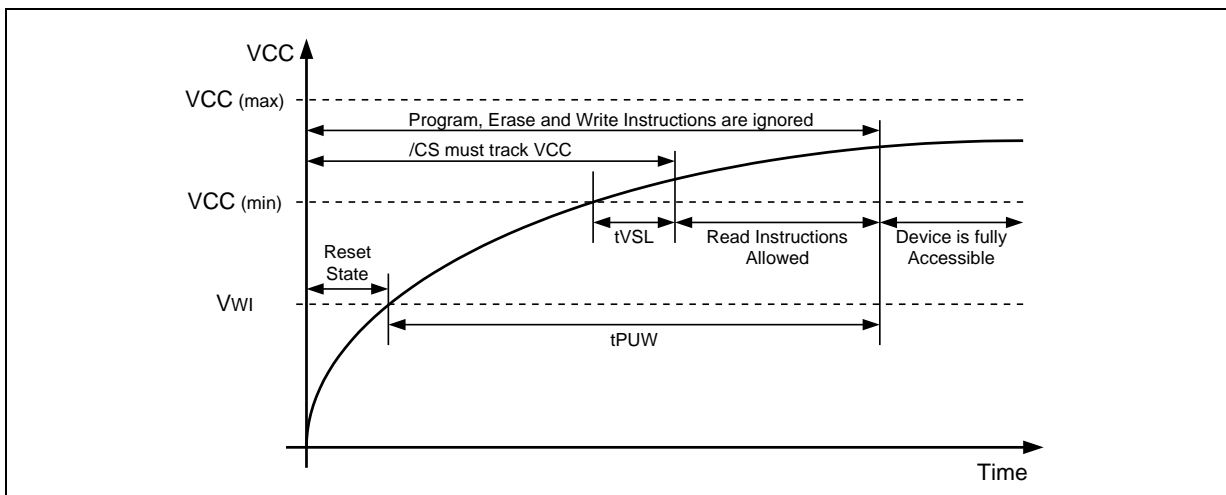 VCC
VCC (max)
Program, Erase and Write Instructions are ignored
/CS must track VCC
VCC (min)
tVSL
Read Instructions
Allowed
Device is fully
Accessible
Reset
State
VWI
tPUW
Time